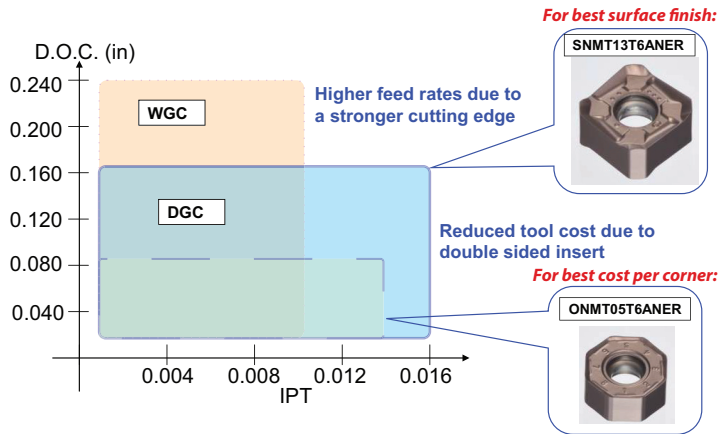 For best surface finish:
D.O.C. (in)
SNMT13T6ANER
0.240
WGC
Higher feed rates due to
a stronger cutting edge
0.200
0.160
DGC
0.120
Reduced tool cost due to
double sided insert
0.080
For best cost per corner:
0.040
ONMT05T6ANER
0.004
0.008
0.012
0.016
IPT